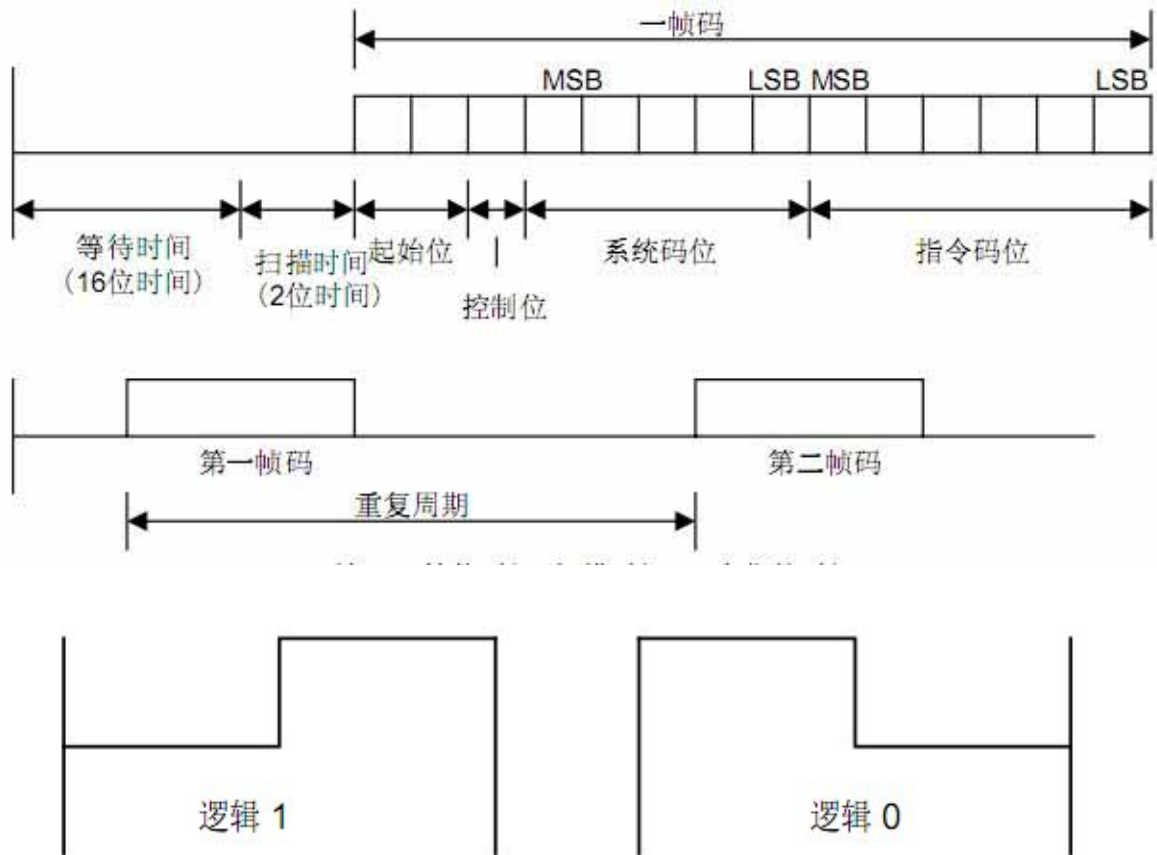 一帧码
MSB LSB MSB LSB
等待时间
(16位时间)
扫描时间
(2位时间)
起始位
控制位
系统码位
指令码位
第一帧码 第二帧码
重复周期
逻辑 1 逻辑 0